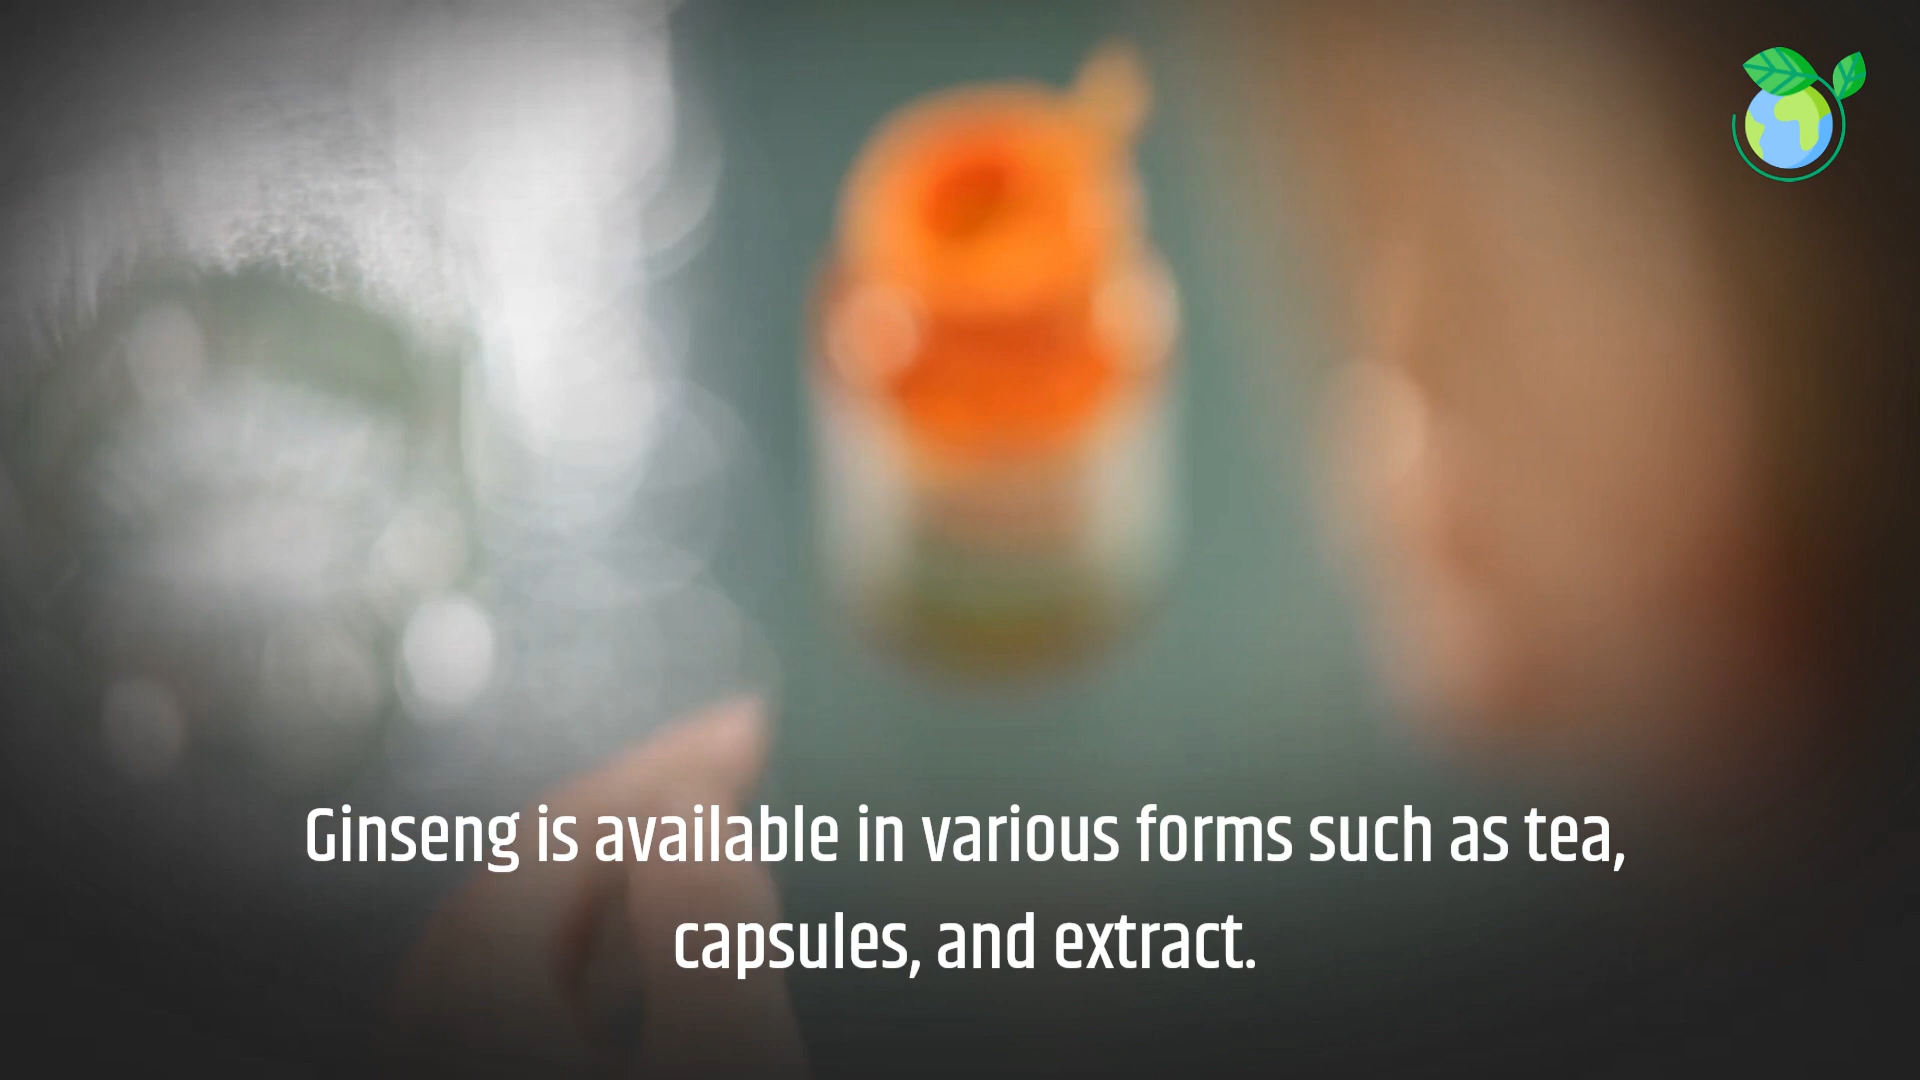 Ginseng is available in various forms such as tea,
capsules, and extract.